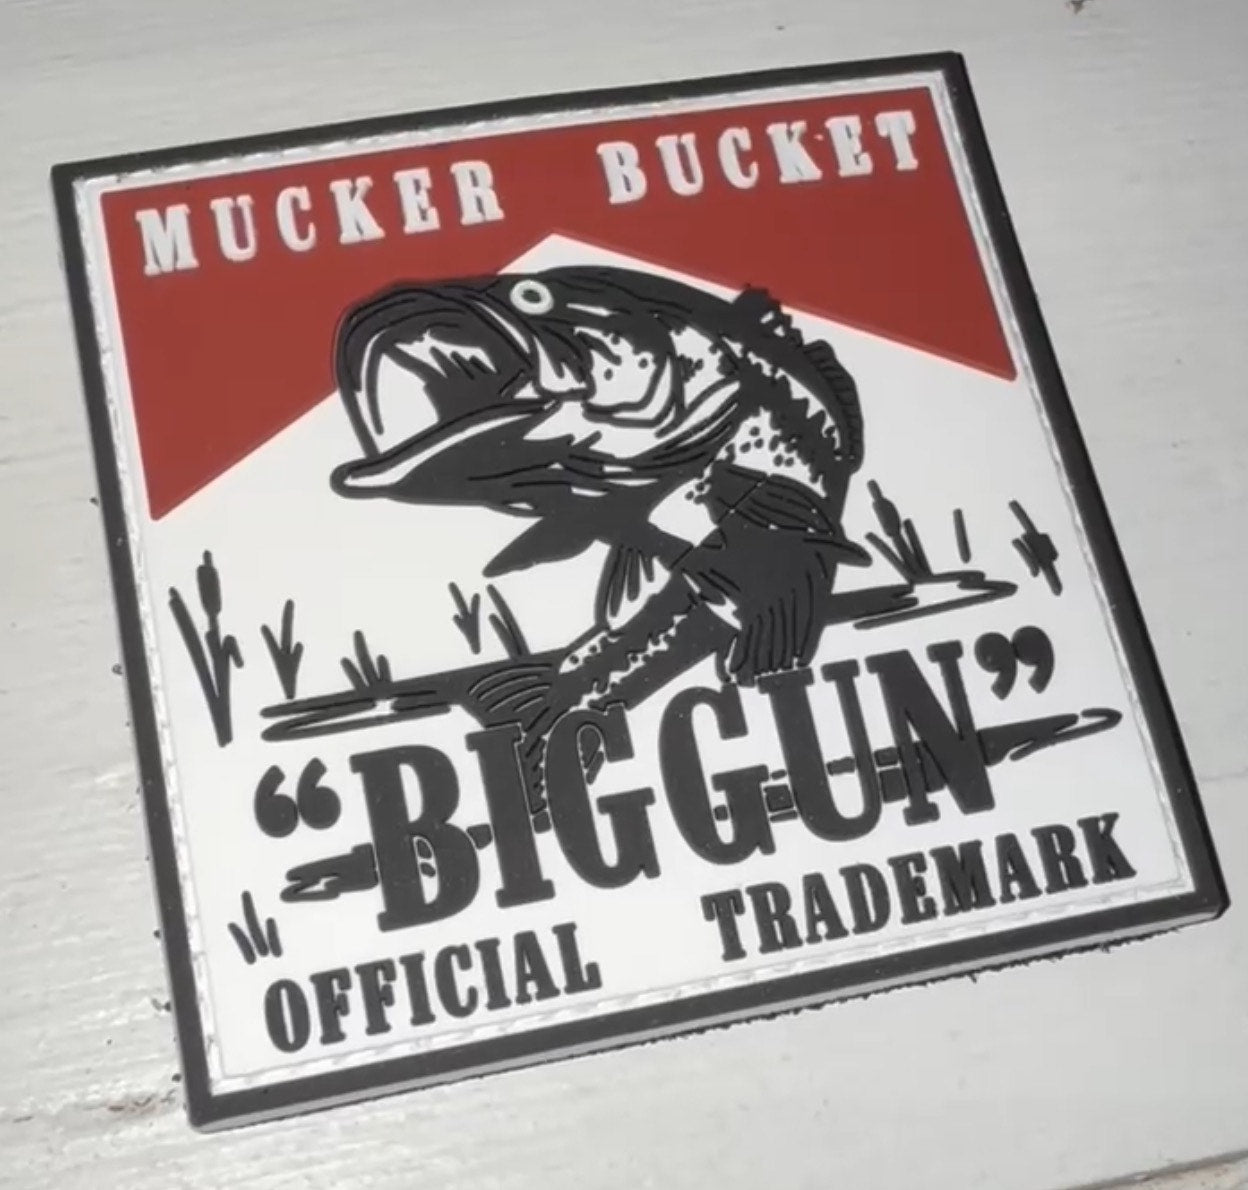 MUCKER BUCKET
“BIGGUN”
OFFICIAL TRADEMARK